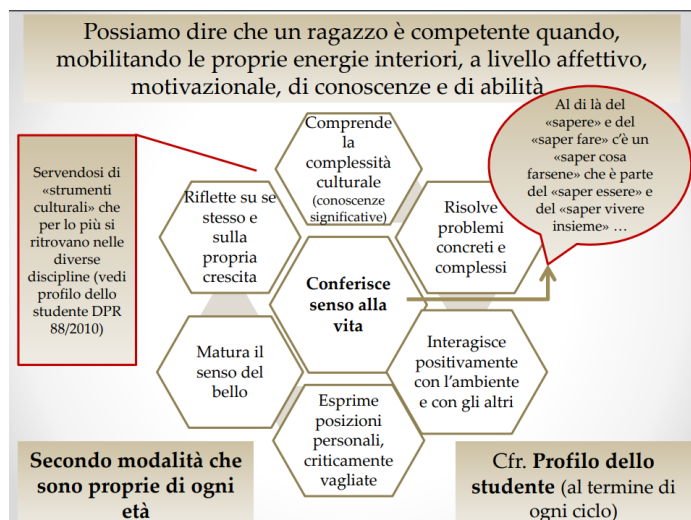 Possiamo dire che un ragazzo è competente quando,
mobilitando le proprie energie interiori, a livello affettivo,
motivazionale, di conoscenze e di abilità
Servendosi di
«strumenti
culturali» che
per lo più si
ritrovano nelle
diverse
discipline (vedi
profilo dello
studente DPR
88/2010)
Comprende
la
complessità
culturale
(conoscenze
significative)
Al di là del
«sapere» e del
«saper fare» c'è un
«saper cosa
farsene» che è parte
del «saper essere» e
del «saper vivere
insieme» …
Riflette su se
stesso e
sulla
propria
crescita
Risolve
problemi
concreti e
complessi
Conferisce
senso alla
vita
Matura il
senso del
bello
Interagisce
positivamente
con l'ambiente
e con gli altri
Esprime
posizioni
personali,
criticamente
vagliate
Secondo modalità che
sono proprie di ogni
età
Cfr. Profilo dello
studente (al termine di
ogni ciclo)